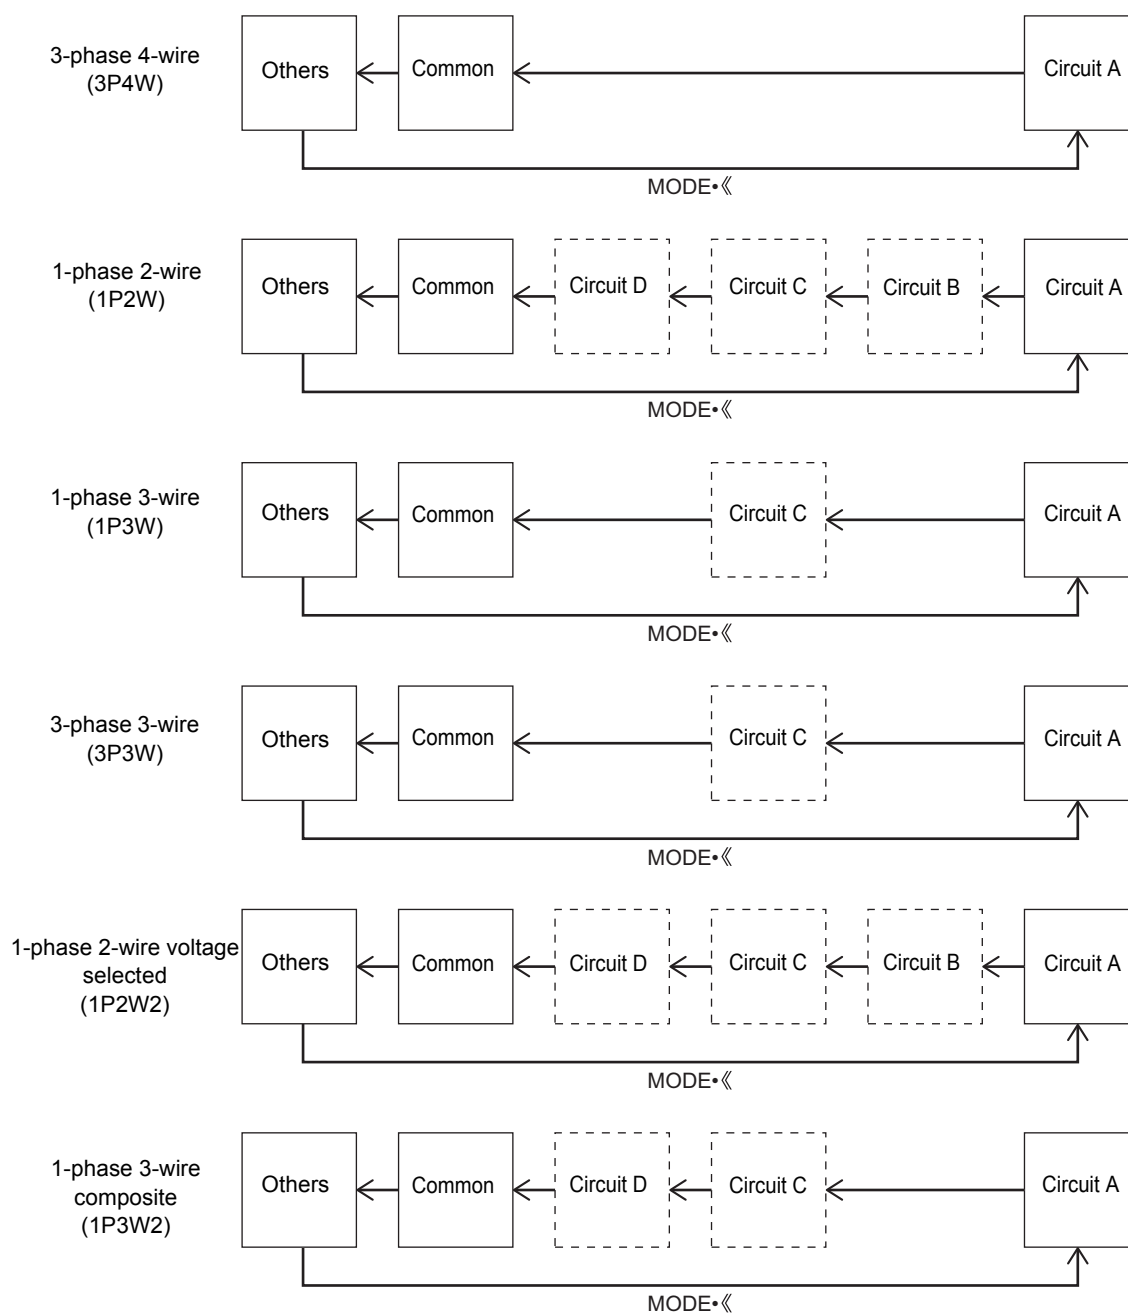 3-phase 4-wire
(3P4W)
Others
Common
Circuit A
MODE•《
1-phase 2-wire
(1P2W)
Others
Common
Circuit D
Circuit C
Circuit B
Circuit A
MODE•《
1-phase 3-wire
(1P3W)
Others
Common
Circuit C
Circuit A
MODE•《
3-phase 3-wire
(3P3W)
Others
Common
Circuit C
Circuit A
MODE•《
1-phase 2-wire voltage
selected
(1P2W2)
Others
Common
Circuit D
Circuit C
Circuit B
Circuit A
MODE•《
1-phase 3-wire
composite
(1P3W2)
Others
Common
Circuit D
Circuit C
Circuit A
MODE•《